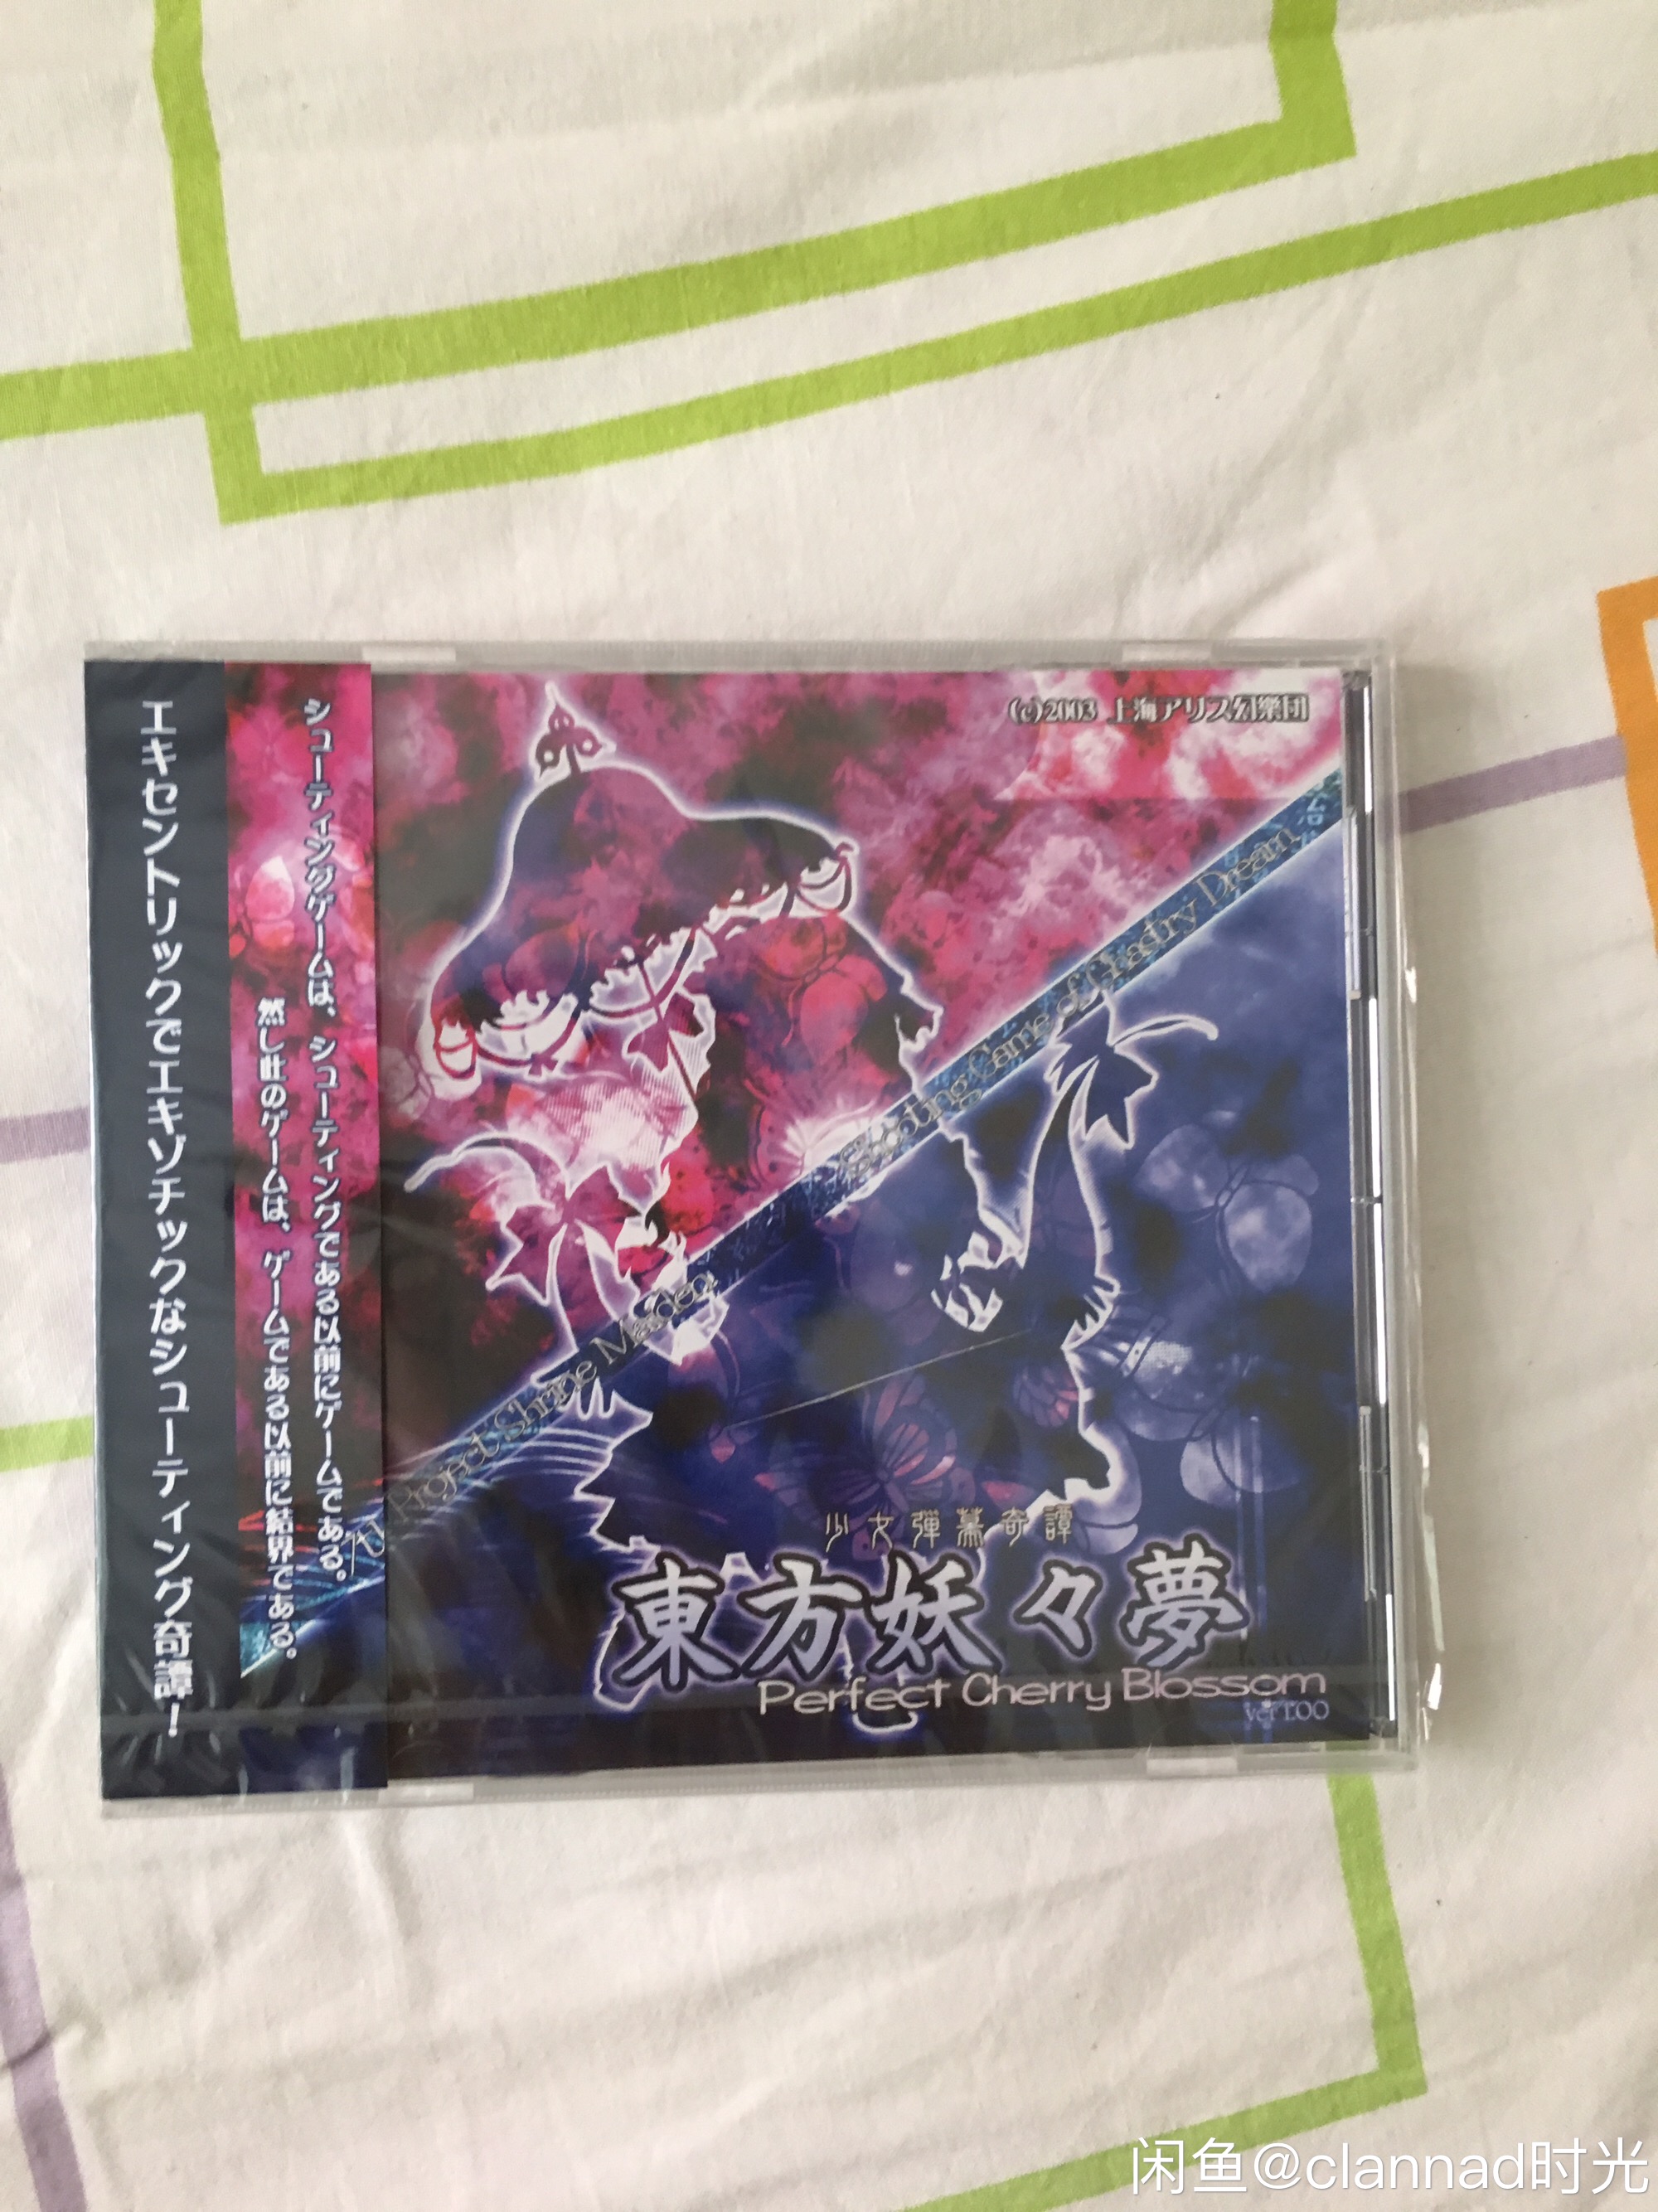 エキセントリックでエキゾチックなシューティング奇譚！
シューティングゲームは、シューティングである以前にゲームである。
然し此のゲームは、ゲームである以前に結界である。
(c)2003 上海アリス幻樂団
Project Shrine Maiden
Shooting Game of Ghastry Dream
少女弾幕奇譚
東方妖々夢
Perfect Cherry Blossom
ver 1.00
闲鱼@clannad时光